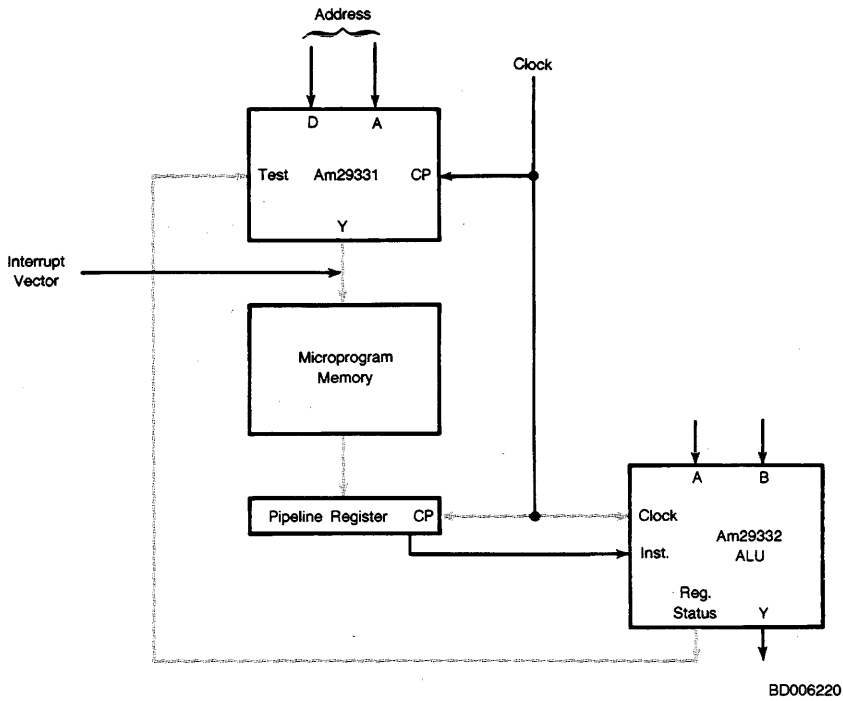 Address
Clock
D A
Test Am29331 CP
Y
Interrupt
Vector
Microprogram
Memory
A B
Pipeline Register CP
Clock
Am29332
ALU
Inst.
Reg.
Status Y
BD006220